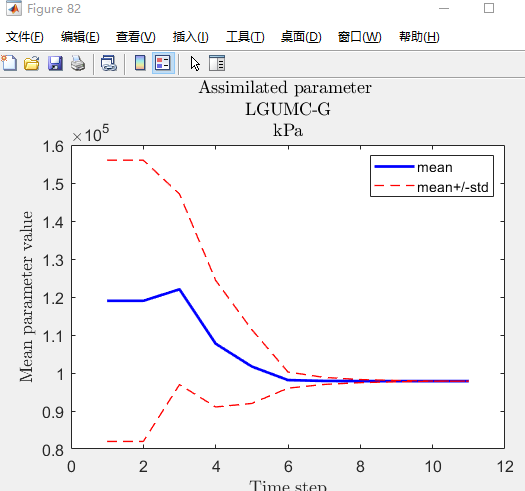 Figure 82
文件(F) 编辑(E) 查看(V) 插入(I) 工具(T) 桌面(D) 窗口(W) 帮助(H)
Assimilated parameter
LGUMC-G
kPa
×10⁵
1.6
1.5
1.4
1.3
1.2
1.1
1
0.9
0.8
Mean parameter value
mean
mean+/-std
0 2 4 6 8 10 12
Time step